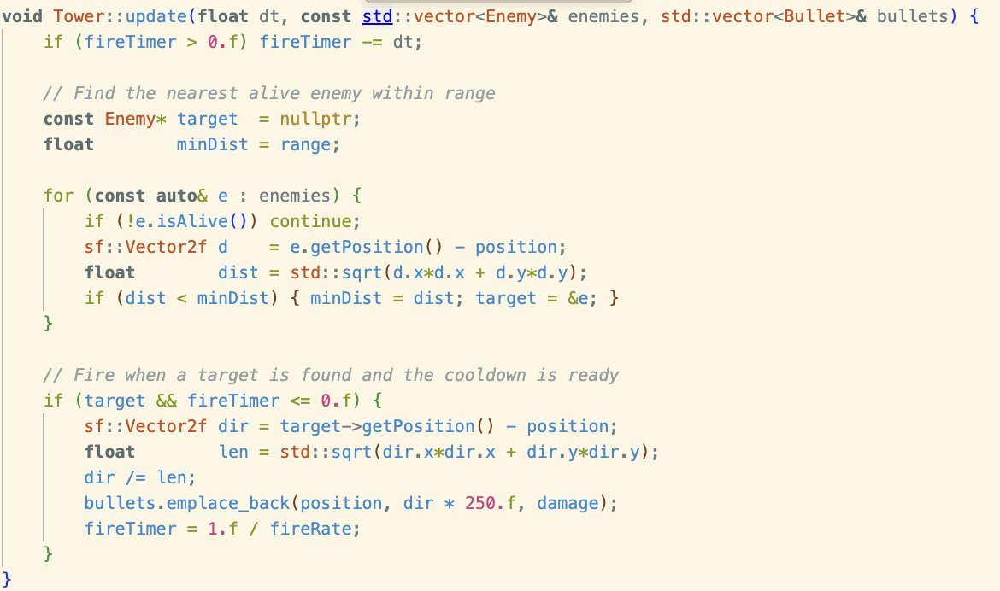 void Tower::update(float dt, const std::vector<Enemy>& enemies, std::vector<Bullet>& bullets) {
    if (fireTimer > 0.f) fireTimer -= dt;

    // Find the nearest alive enemy within range
    const Enemy* target  = nullptr;
    float        minDist = range;

    for (const auto& e : enemies) {
        if (!e.isAlive()) continue;
        sf::Vector2f d    = e.getPosition() - position;
        float        dist = std::sqrt(d.x*d.x + d.y*d.y);
        if (dist < minDist) { minDist = dist; target = &e; }
    }

    // Fire when a target is found and the cooldown is ready
    if (target && fireTimer <= 0.f) {
        sf::Vector2f dir = target->getPosition() - position;
        float        len = std::sqrt(dir.x*dir.x + dir.y*dir.y);
        dir /= len;
        bullets.emplace_back(position, dir * 250.f, damage);
        fireTimer = 1.f / fireRate;
    }
}